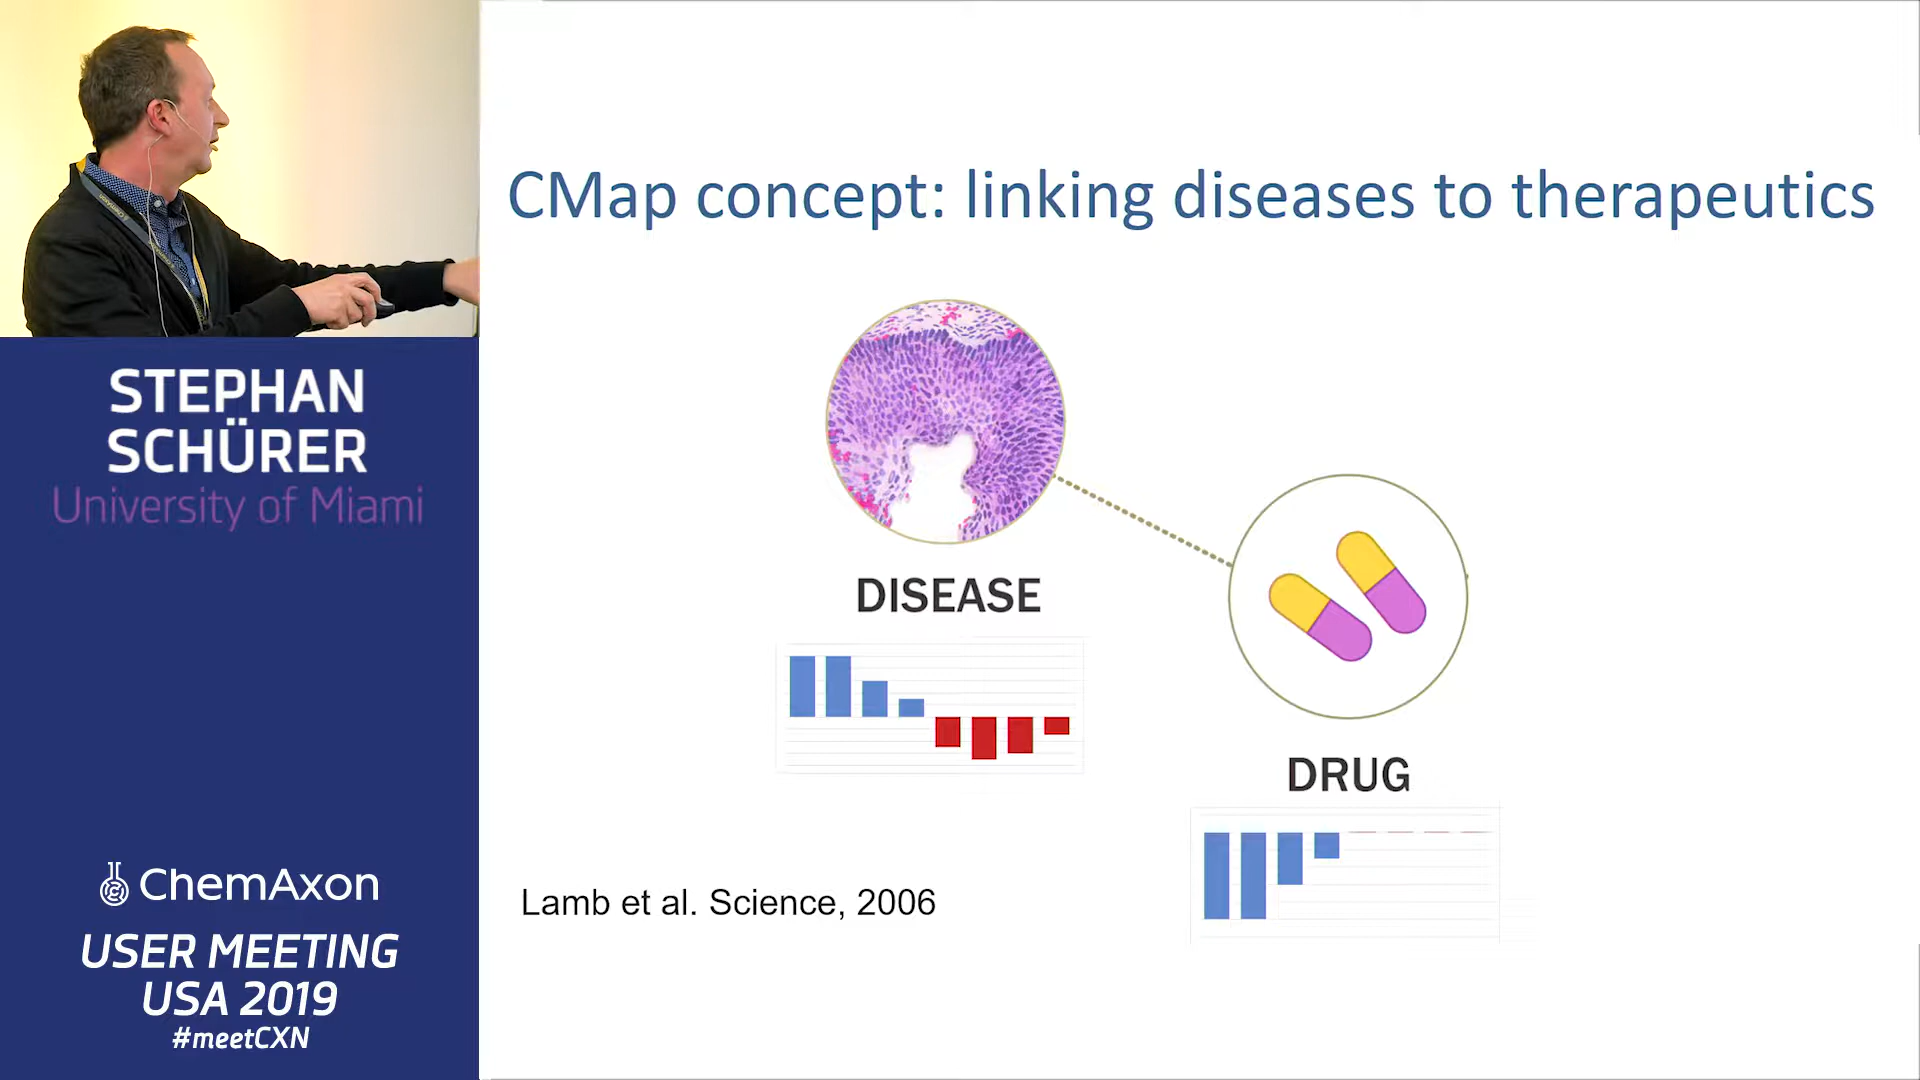 CMap concept: linking diseases to therapeutics
DISEASE
DRUG
Lamb et al. Science, 2006
STEPHAN
SCHÜRER
University of Miami
ChemAxon
USER MEETING
USA 2019
#meetCXN